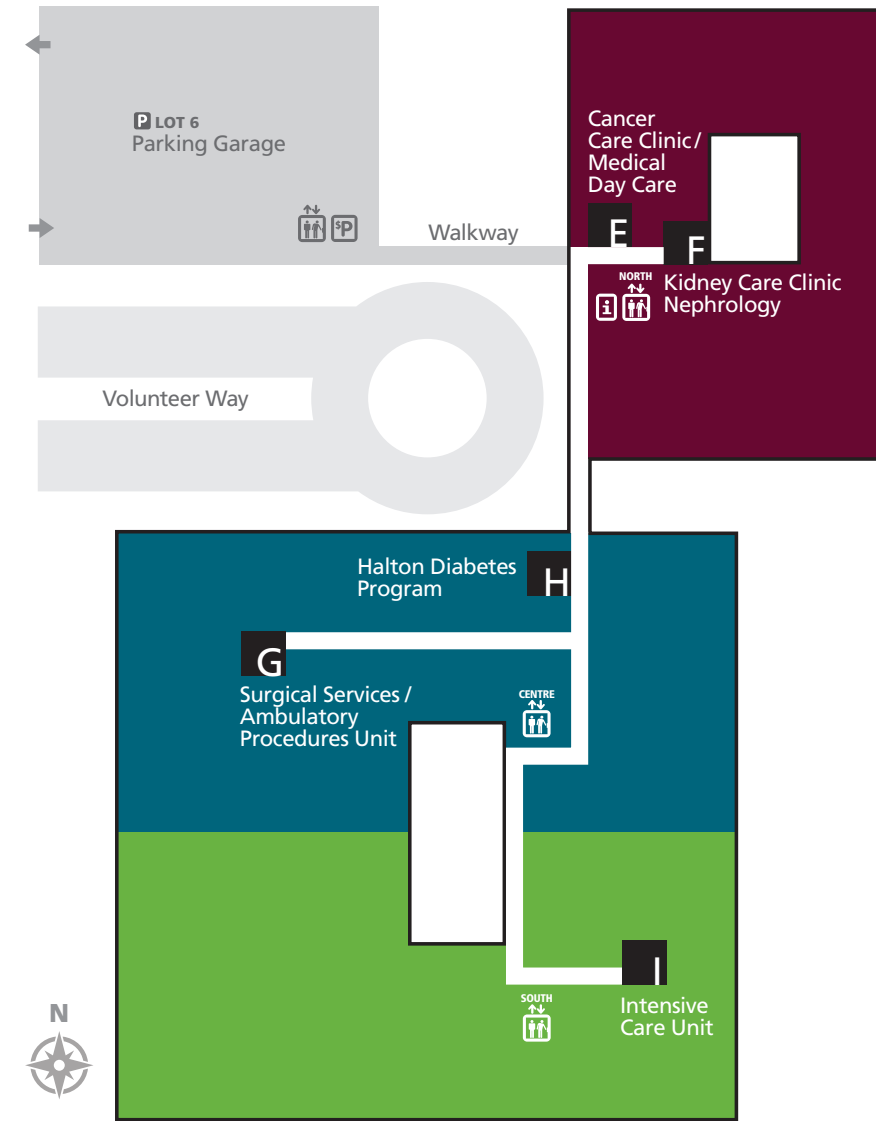 P LOT 6
Parking Garage
$P
Walkway
Volunteer Way
Cancer
Care Clinic/
Medical
Day Care
E
F
NORTH
i
Kidney Care Clinic
Nephrology
Halton Diabetes
Program
H
G
Surgical Services /
Ambulatory
Procedures Unit
CENTRE
I
SOUTH
Intensive
Care Unit
N